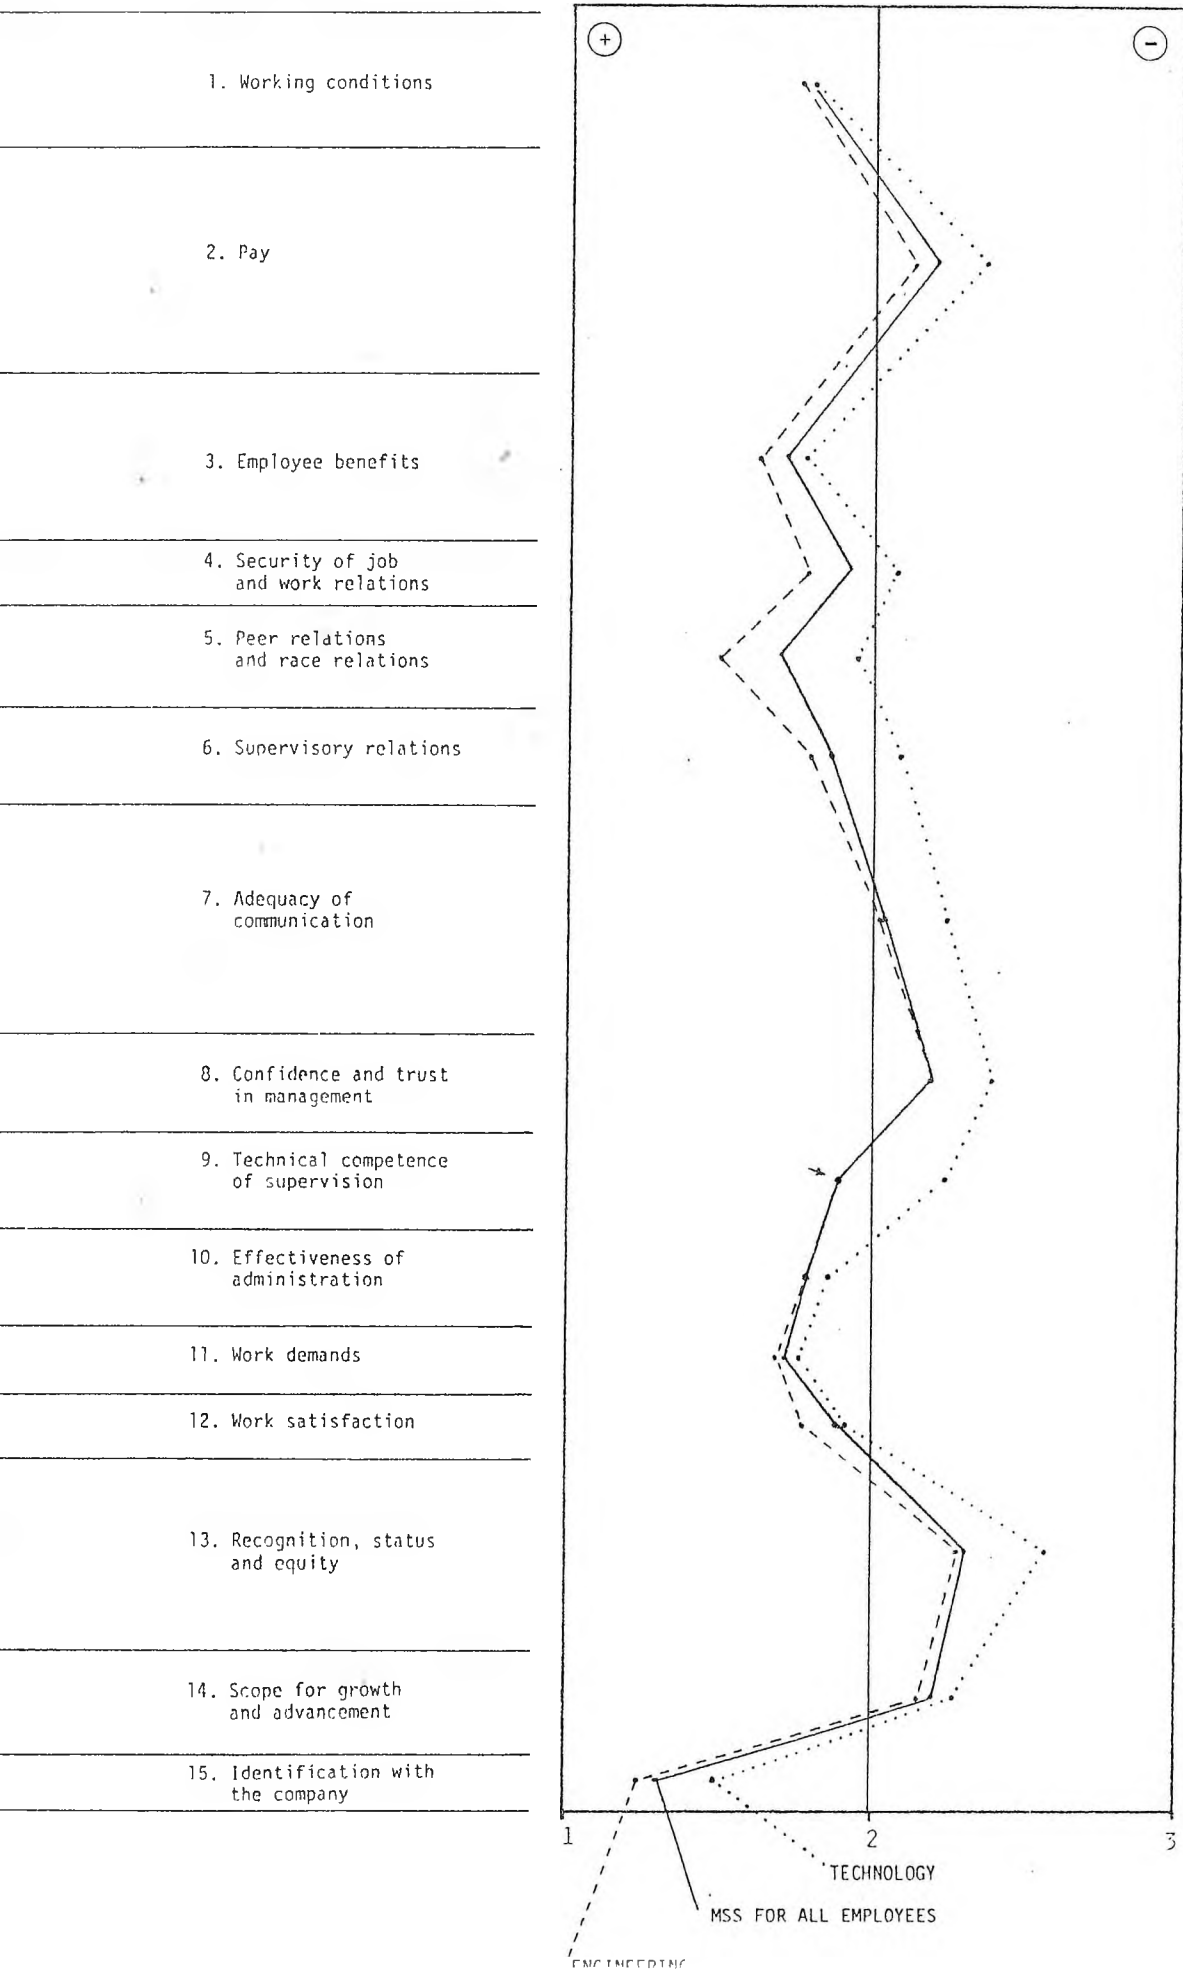 +
-
1. Working conditions
2. Pay
3. Employee benefits
4. Security of job
and work relations
5. Peer relations
and race relations
6. Supervisory relations
7. Adequacy of
communication
8. Confidence and trust
in management
9. Technical competence
of supervision
10. Effectiveness of
administration
11. Work demands
12. Work satisfaction
13. Recognition, status
and equity
14. Scope for growth
and advancement
15. Identification with
the company
1 2 3
TECHNOLOGY
MSS FOR ALL EMPLOYEES
ENGINEERING